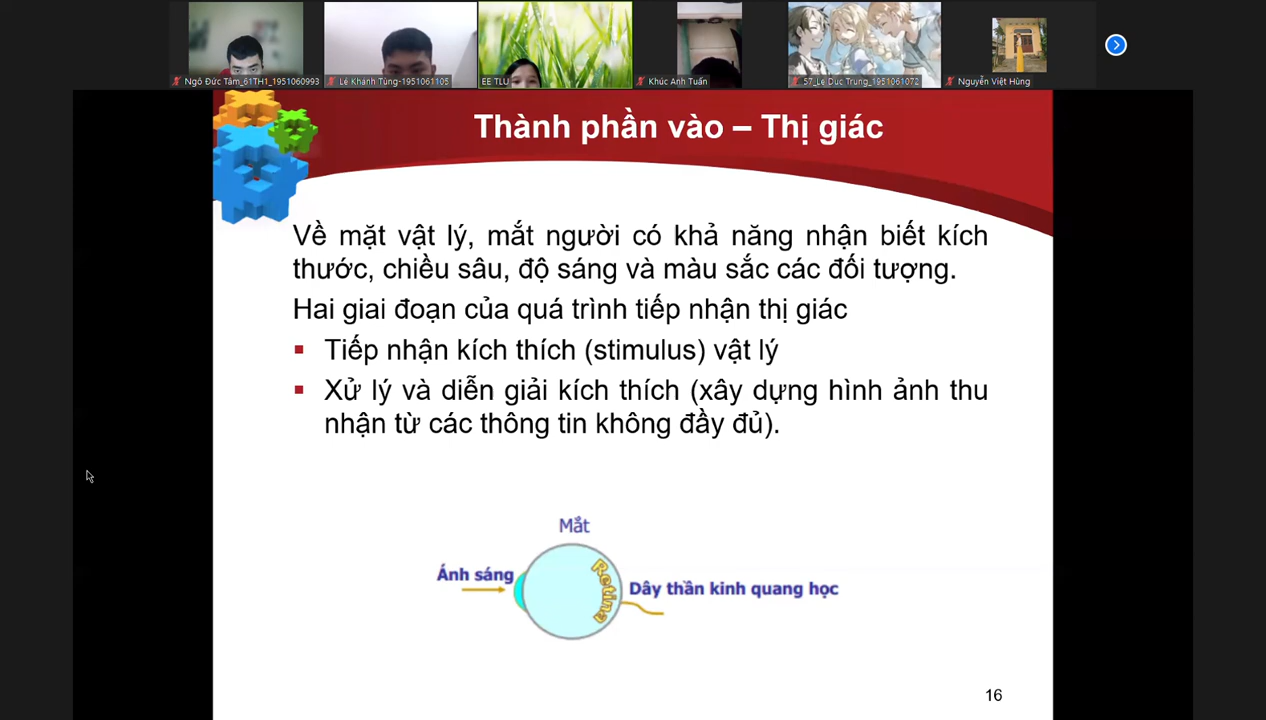 Ngô Đức Tâm_61TH1_1951060993
Lê Khánh Tùng-1951061105
EE TLU
Khúc Anh Tuấn
57_Le Duc Trung_1951061072
Nguyễn Việt Hùng
Thành phần vào – Thị giác
Về mặt vật lý, mắt người có khả năng nhận biết kích
thước, chiều sâu, độ sáng và màu sắc các đối tượng.
Hai giai đoạn của quá trình tiếp nhận thị giác
▪ Tiếp nhận kích thích (stimulus) vật lý
▪ Xử lý và diễn giải kích thích (xây dựng hình ảnh thu
nhận từ các thông tin không đầy đủ).
Mắt
Ánh sáng
Retina
Dây thần kinh quang học
16